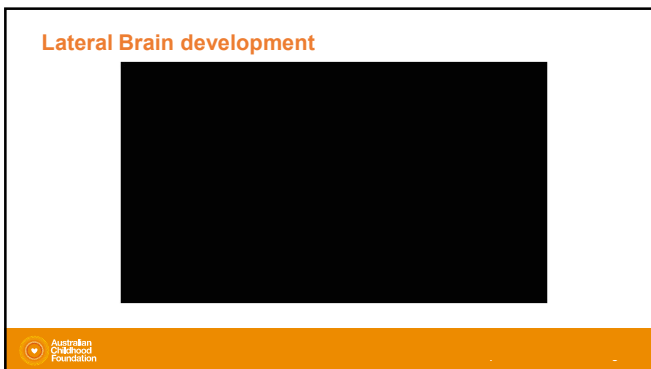 Lateral Brain development
Australian
Childhood
Foundation